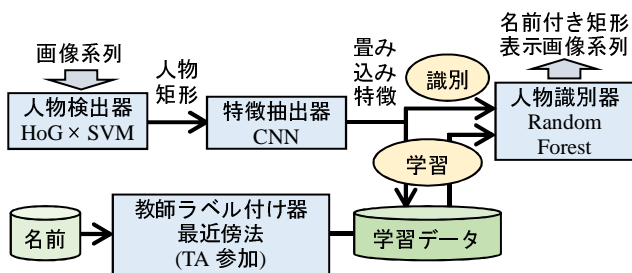 画像系列
人物検出器
HoG × SVM
人物
矩形
特徴抽出器
CNN
畳み
込み
特徴
識別
名前付き矩形
表示画像系列
人物識別器
Random
Forest
学習
名前
教師ラベル付け器
最近傍法
(TA 参加)
学習データ